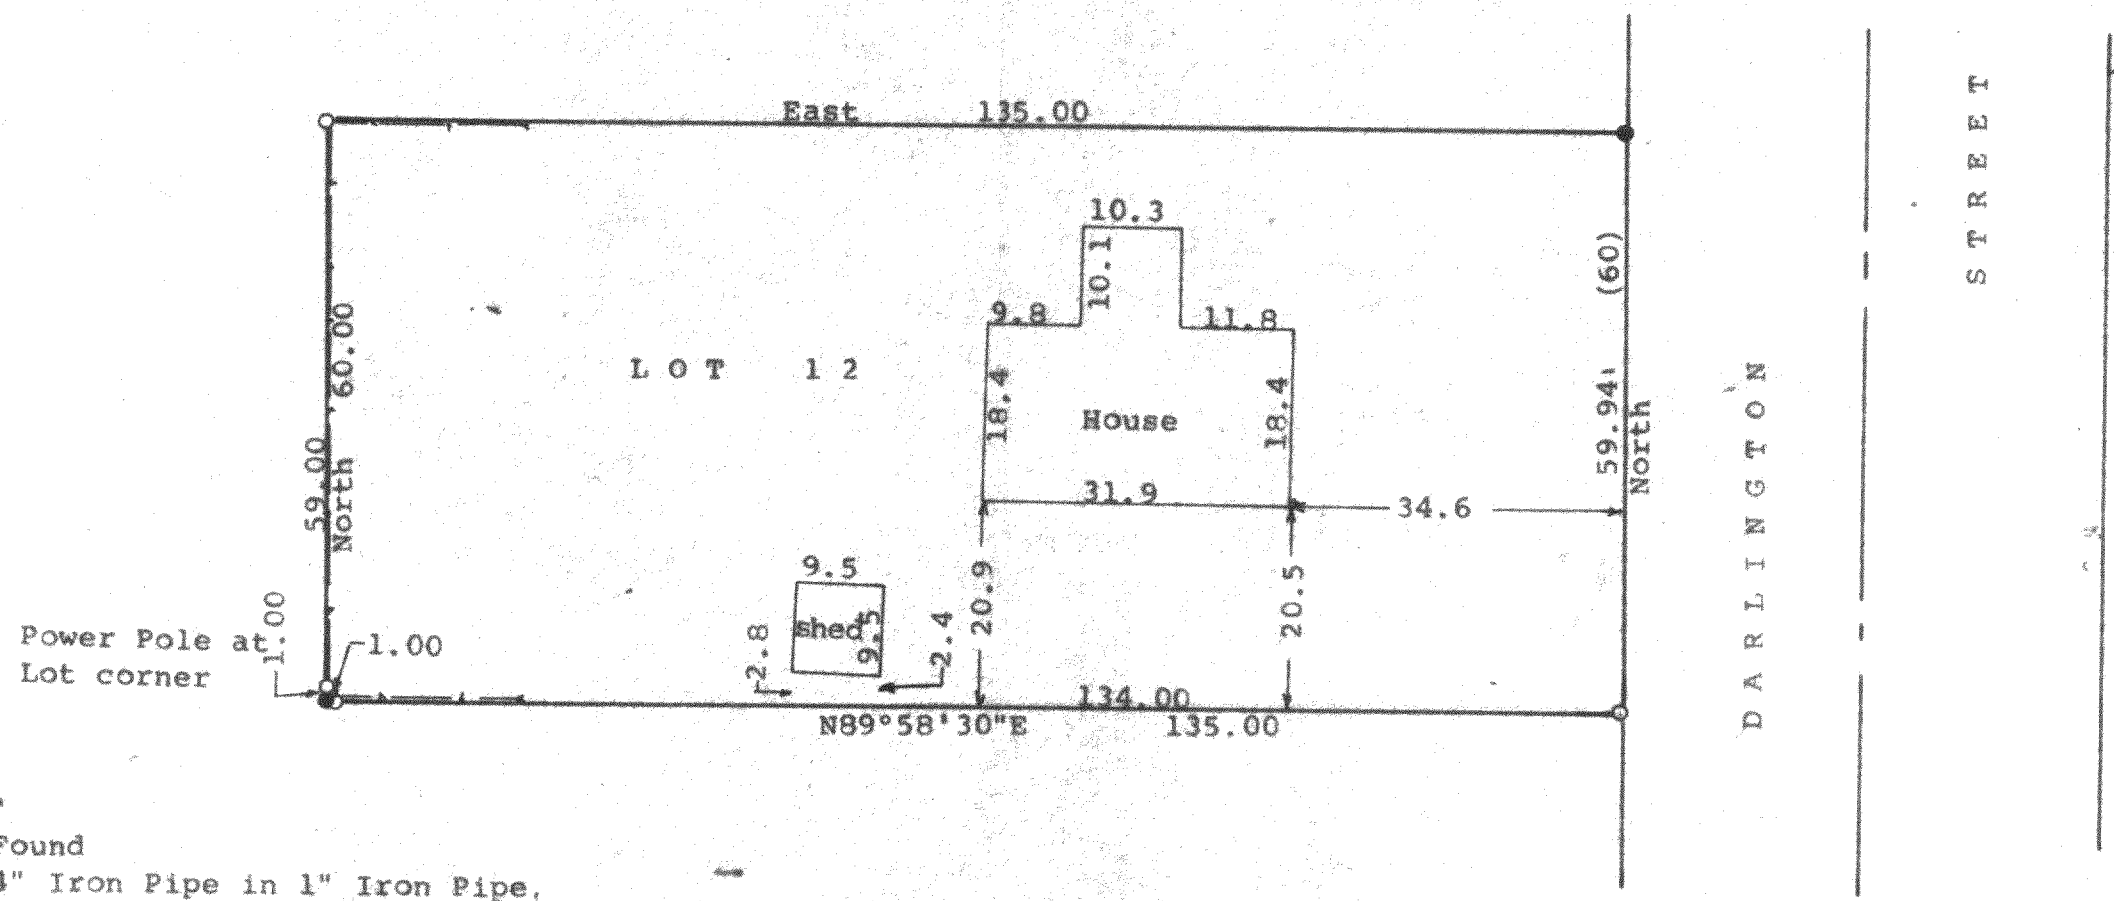 East 135.00
STREET
10.3
10.1
(60)
9.8
11.8
60.00
LOT 12
18.4
House
18.4
59.94'
DARLINGTON
North
59.00
North
31.9
34.6
9.5
20.9
20.5
shed
9.5
1.00
2.8
2.4
Power Pole at
Lot corner
1.00
134.00
N89°58'30"E 135.00
Found
4" Iron Pipe in 1" Iron Pipe,